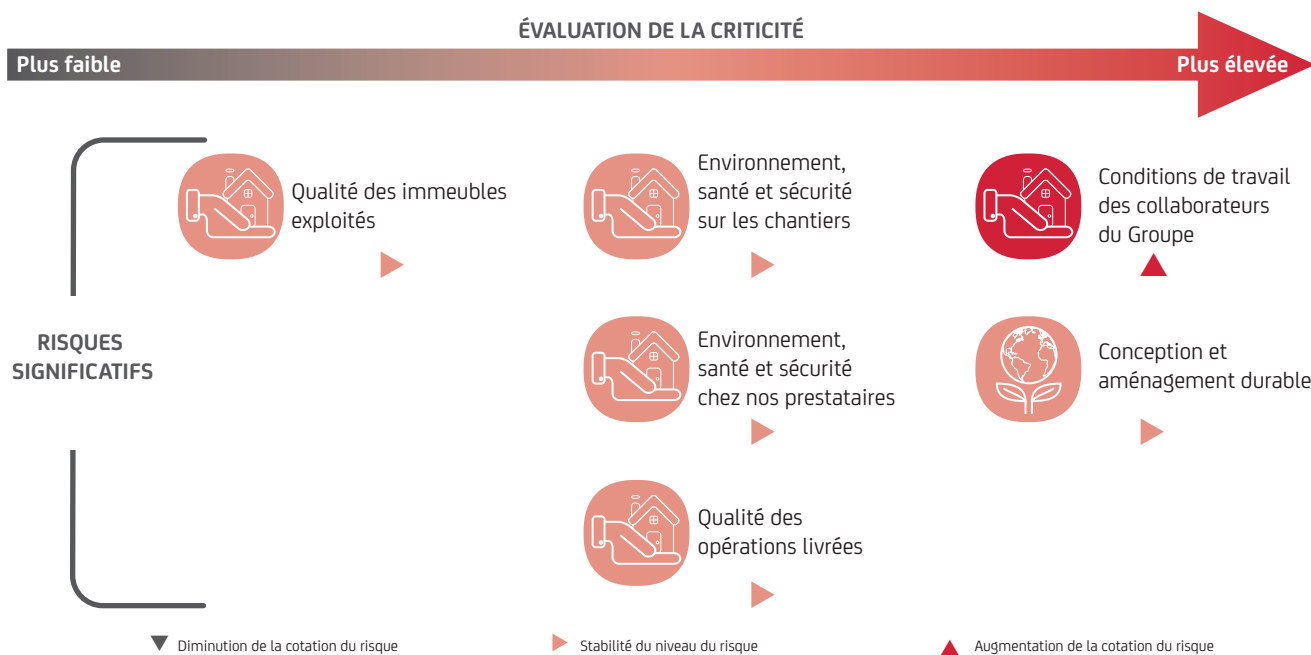 ÉVALUATION DE LA CRITICITÉ
Plus faible
Plus élevée
RISQUES
SIGNIFICATIFS
Qualité des immeubles
exploités
Environnement,
santé et sécurité
sur les chantiers
Conditions de travail
des collaborateurs
du Groupe
Environnement,
santé et sécurité
chez nos prestataires
Conception et
aménagement durable
Qualité des
opérations livrées
Diminution de la cotation du risque
Stabilité du niveau du risque
Augmentation de la cotation du risque